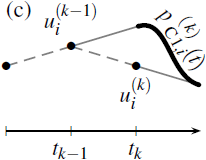 (c)
u_i^{(k-1)}
p_{C1,i}^{(k)}(t)
u_i^{(k)}
t_{k-1} t_k